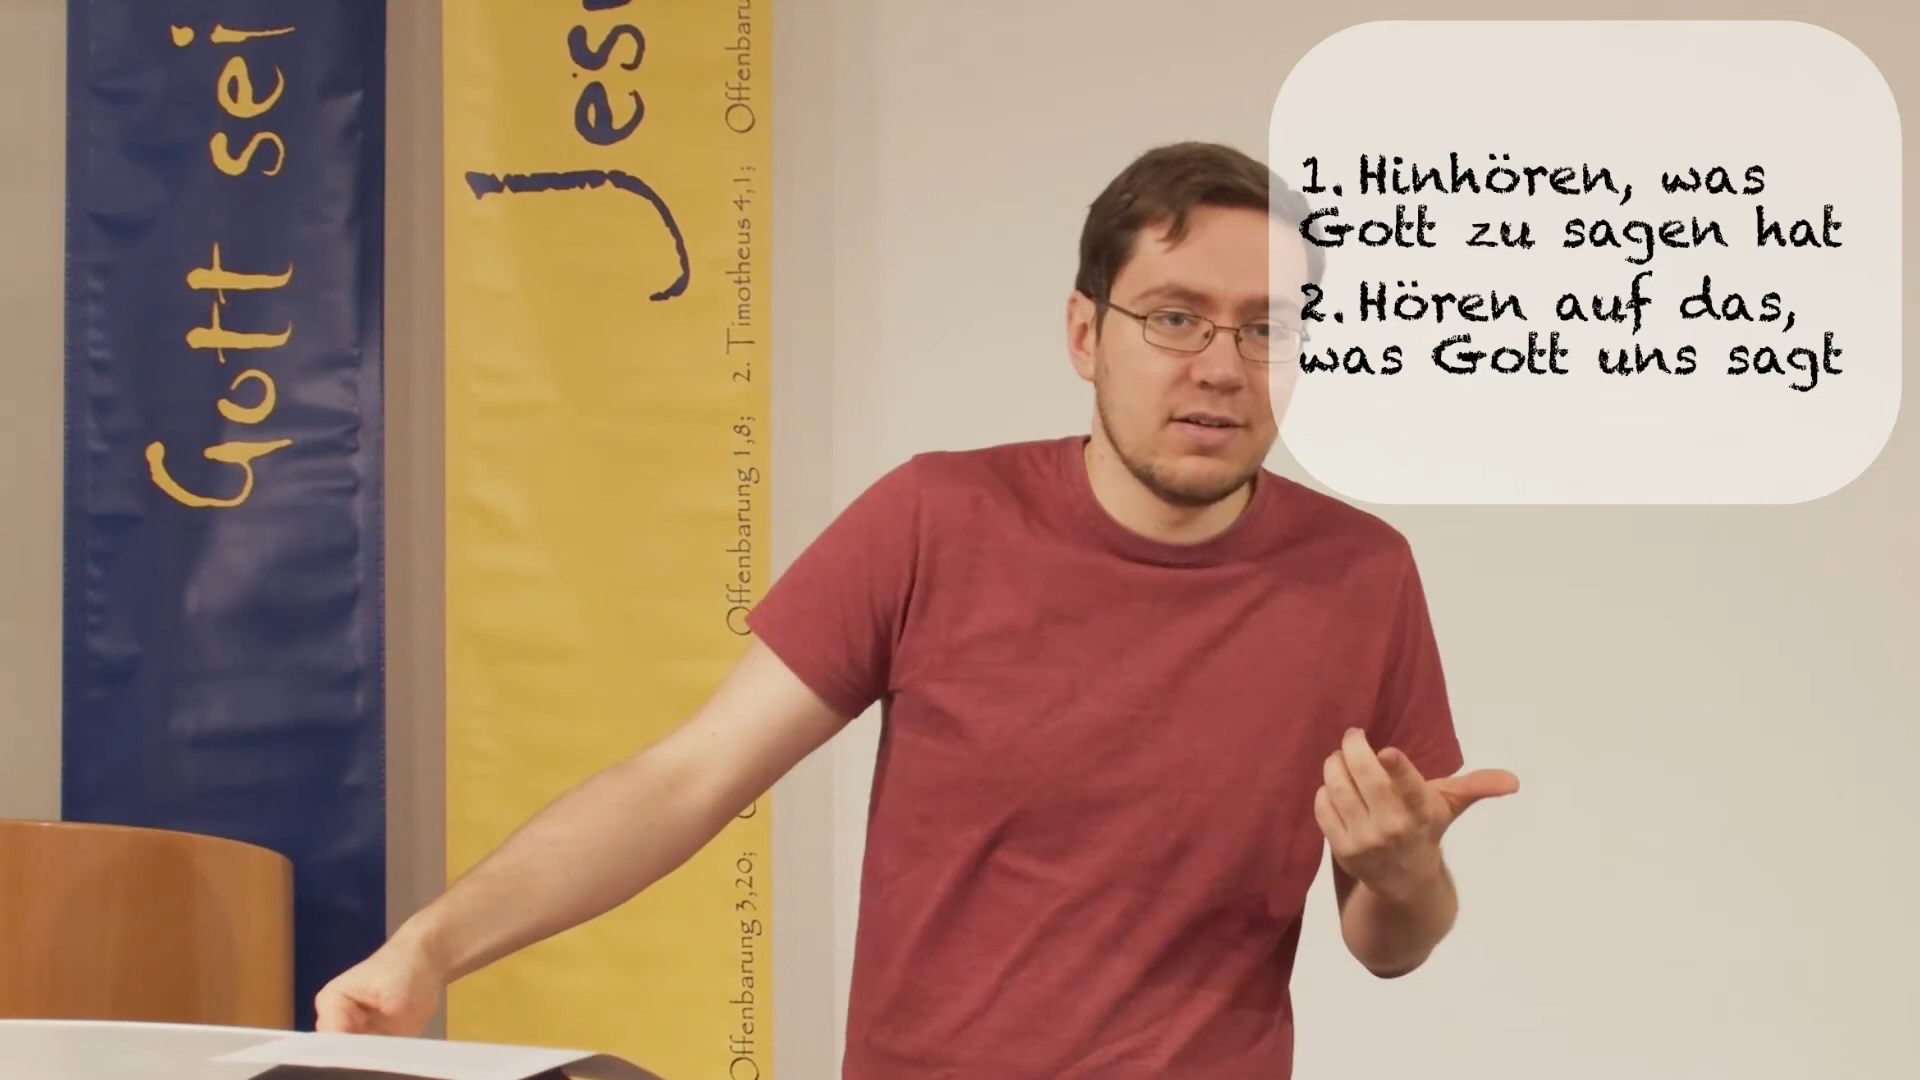 Gott sei
Jesu
Offenbarung 3,20;
Offenbarung 1,8; 2. Timotheus 4,1; Offenbaru
1. Hinhören, was
Gott zu sagen hat
2. Hören auf das,
was Gott uns sagt